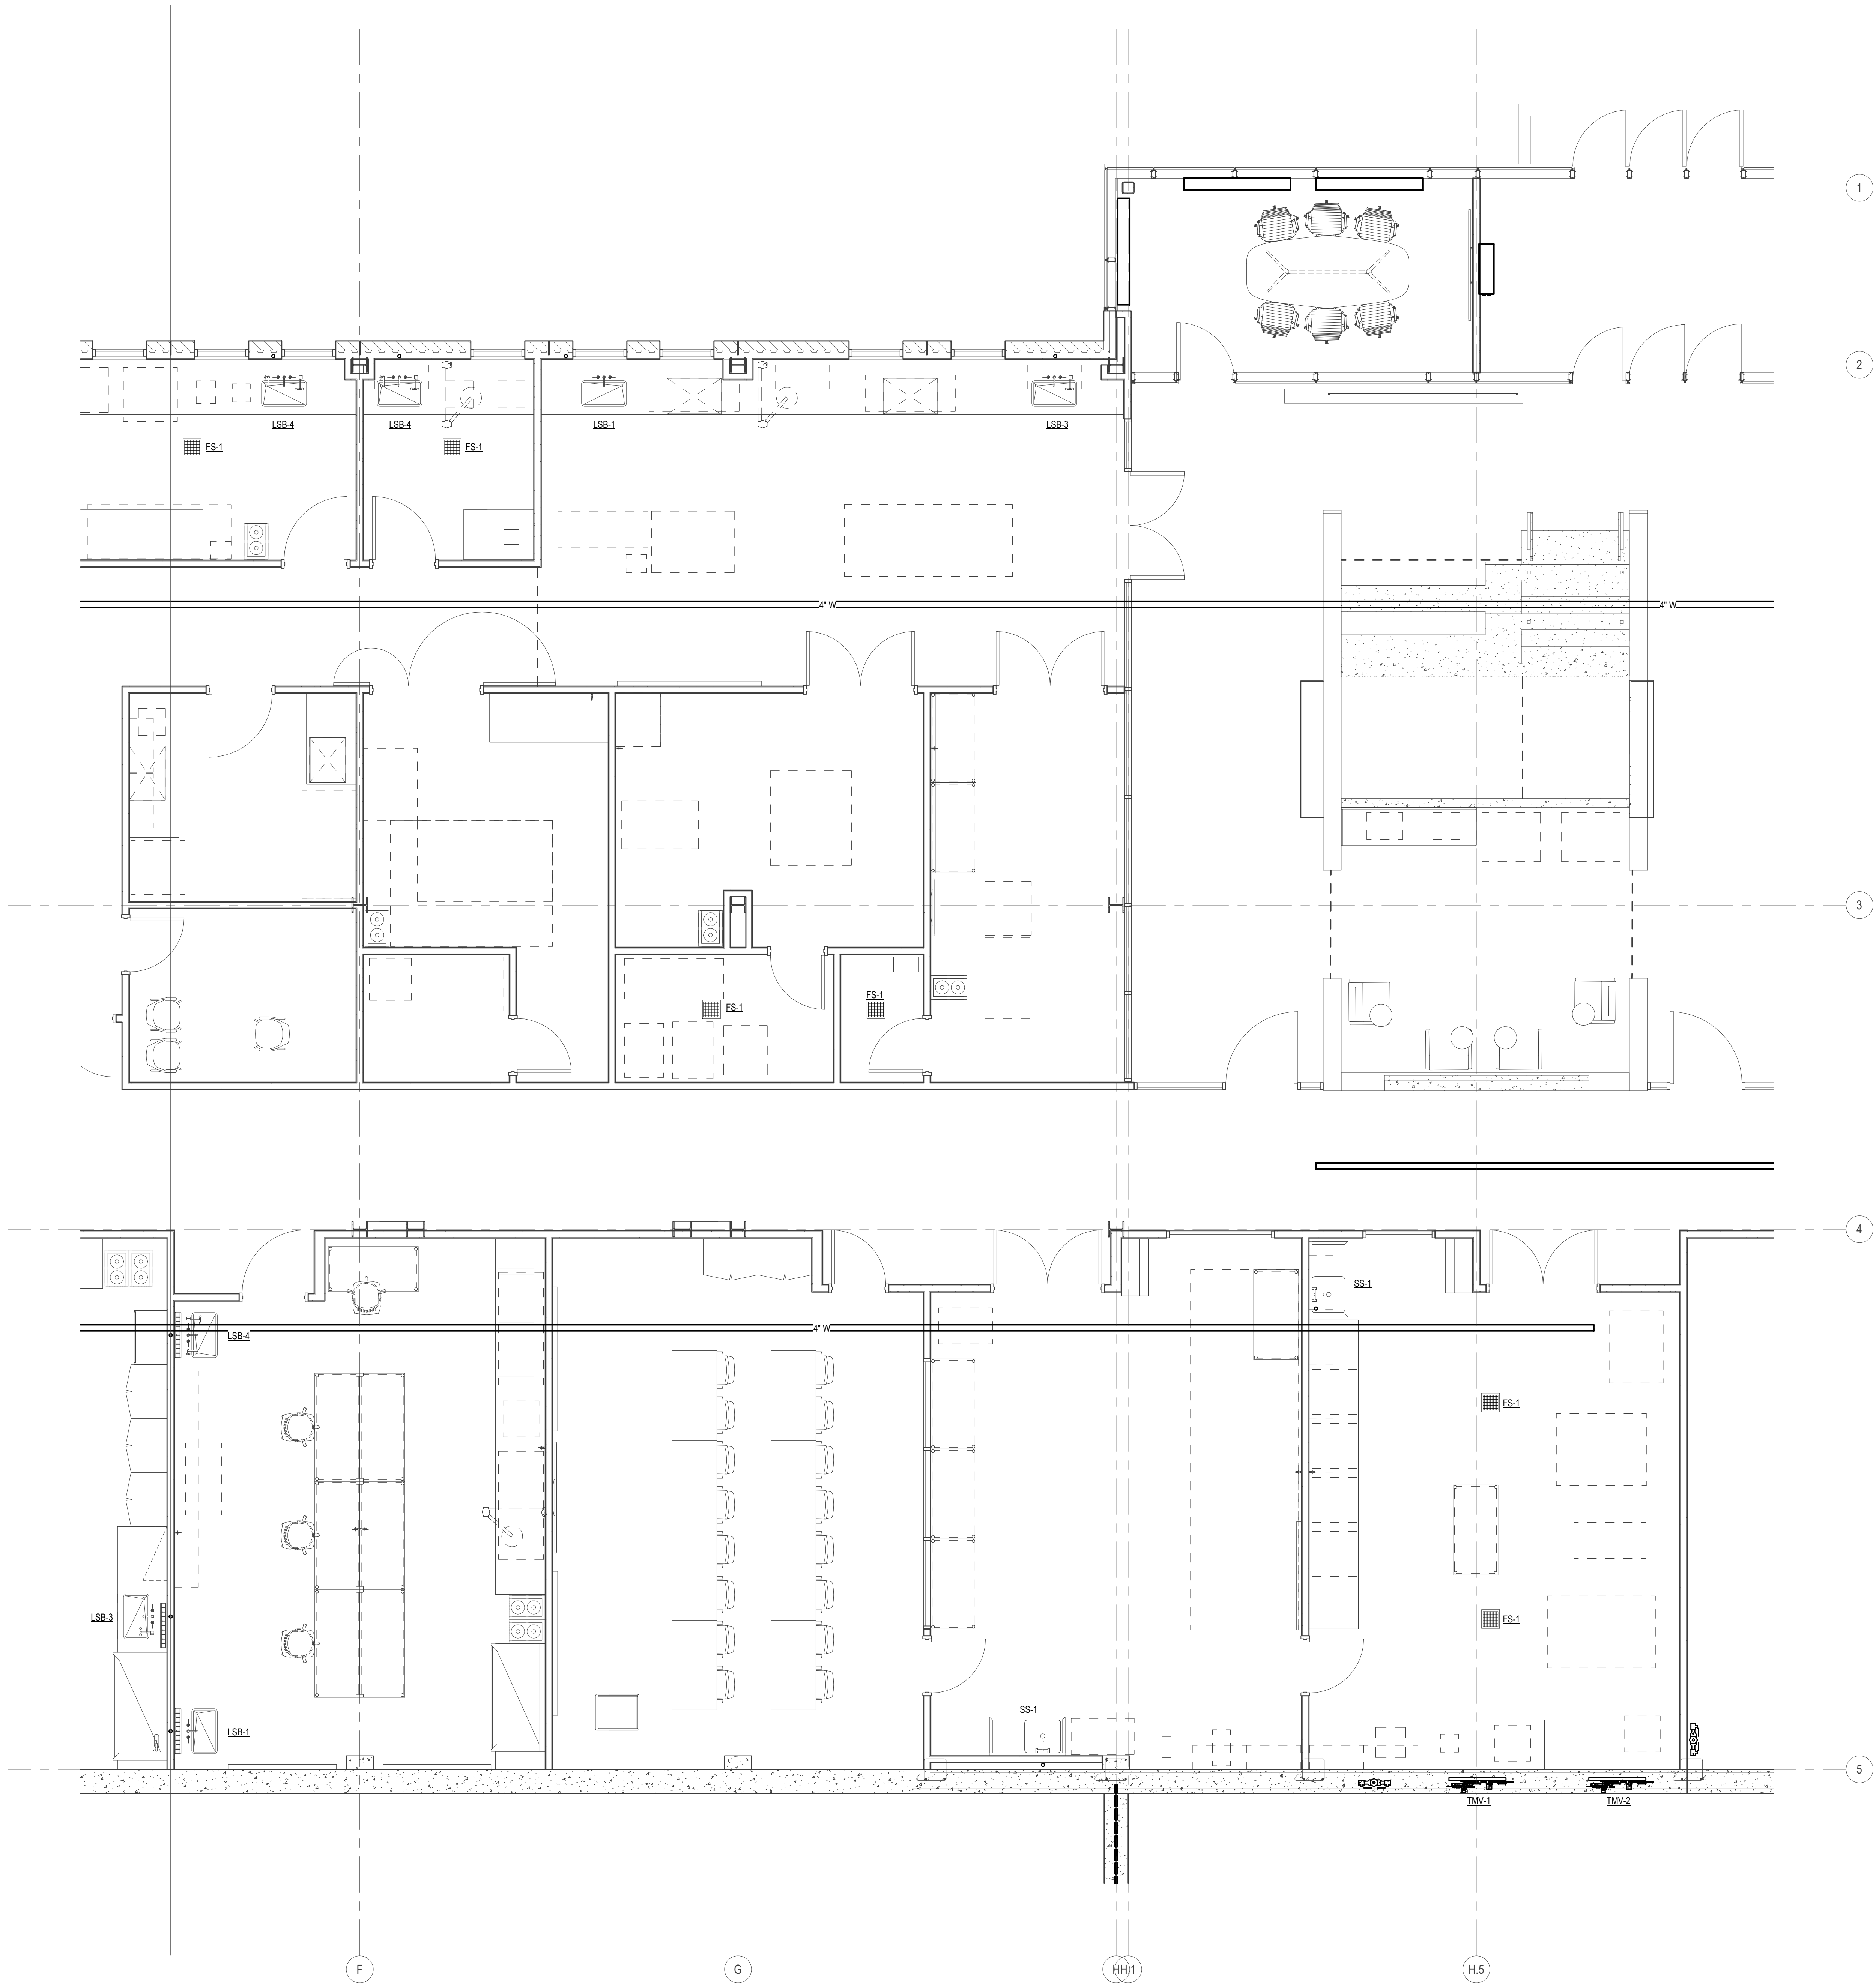 1
2
LSB-4
LSB-4
LSB-1
LSB-3
FS-1
FS-1
4" W
4" W
3
FS-1
FS-1
4
SS-1
4" W
LSB-4
FS-1
LSB-3
FS-1
SS-1
LSB-1
5
TMV-1
TMV-2
F
G
H
H.1
H.5